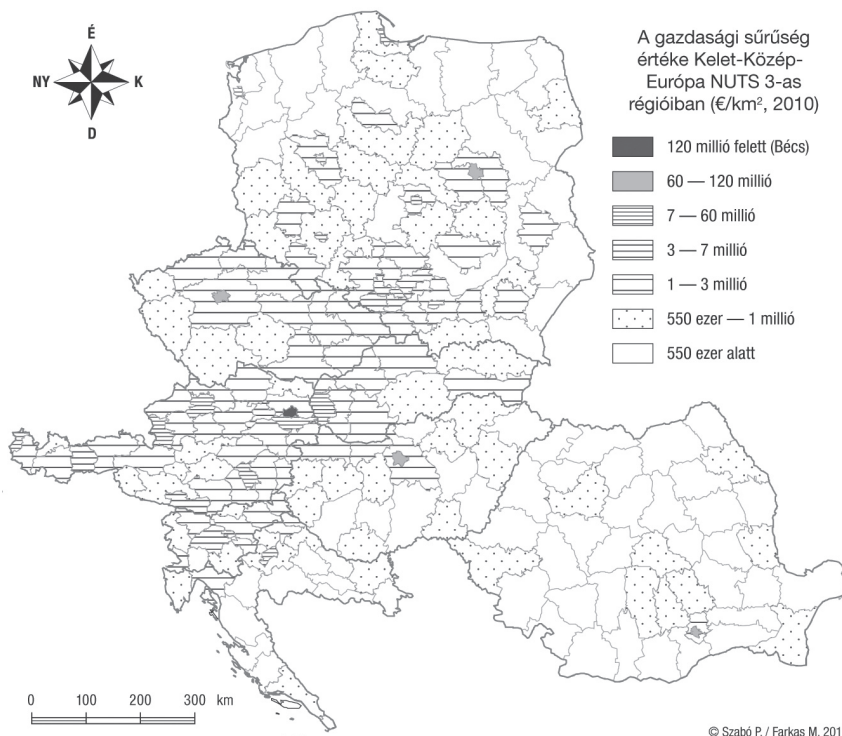 É
NY
K
D
A gazdasági sűrűség
értéke Kelet-Közép-
Európa NUTS 3-as
régióiban (€/km², 2010)
120 millió felett (Bécs)
60 — 120 millió
7 — 60 millió
3 — 7 millió
1 — 3 millió
550 ezer — 1 millió
550 ezer alatt
0 100 200 300 km
© Szabó P. / Farkas M. 201